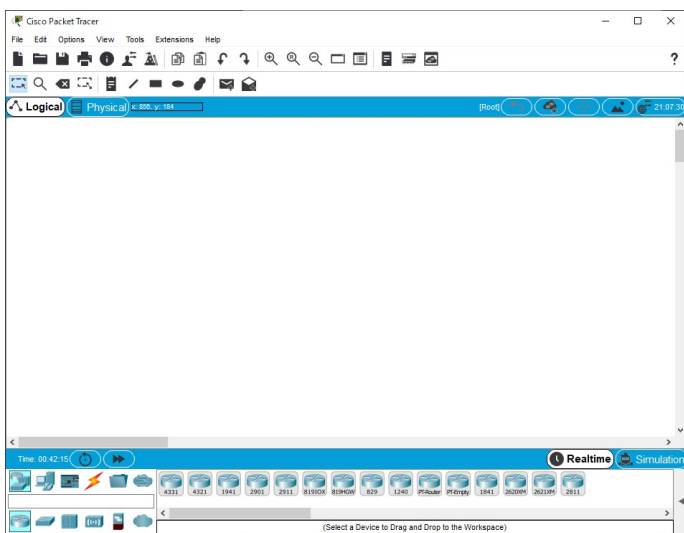 Cisco Packet Tracer
File Edit Options View Tools Extensions Help
?
Logical Physical x: 856, y: 184 [Root] 21:07:30
Time: 00:42:15 Realtime Simulation
4331 4321 1941 2901 2911 819IOX 819HGW 829 1240 PT-Router PT-Empty 1841 2620XM 2621XM 2811
(Select a Device to Drag and Drop to the Workspace)